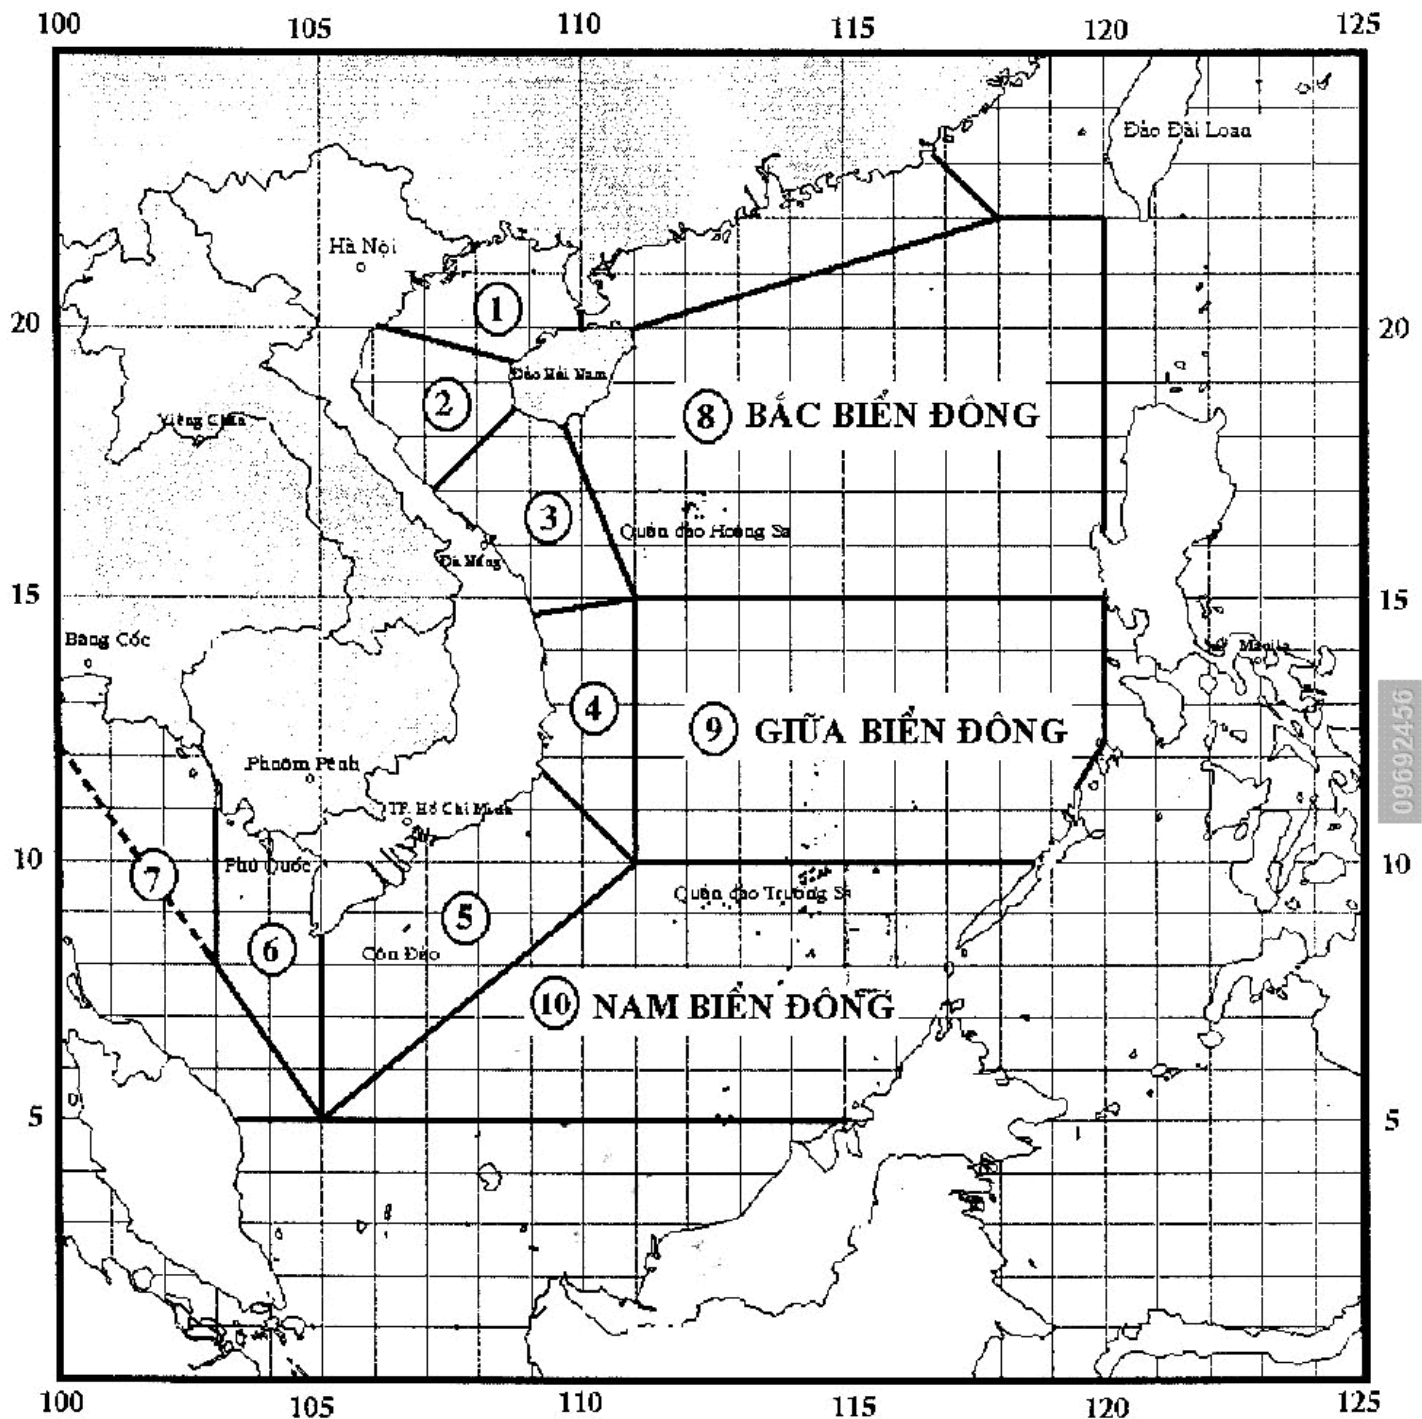 100 105 110 115 120 125
Đảo Đài Loan
Hà Nội
①
20 20
Đảo Hải Nam
②
⑧ BẮC BIỂN ĐÔNG
Viêng Chăn
③
Quần đảo Hoàng Sa
Đà Nẵng
15 15
Băng Cốc
Manila
④
⑨ GIỮA BIỂN ĐÔNG
Phnôm Pênh
TP. Hồ Chí Minh
09692456
10 10
Phú Quốc
⑦
Quần đảo Trường Sa
⑤
⑥
Côn Đảo
⑩ NAM BIỂN ĐÔNG
5 5
100 105 110 115 120 125